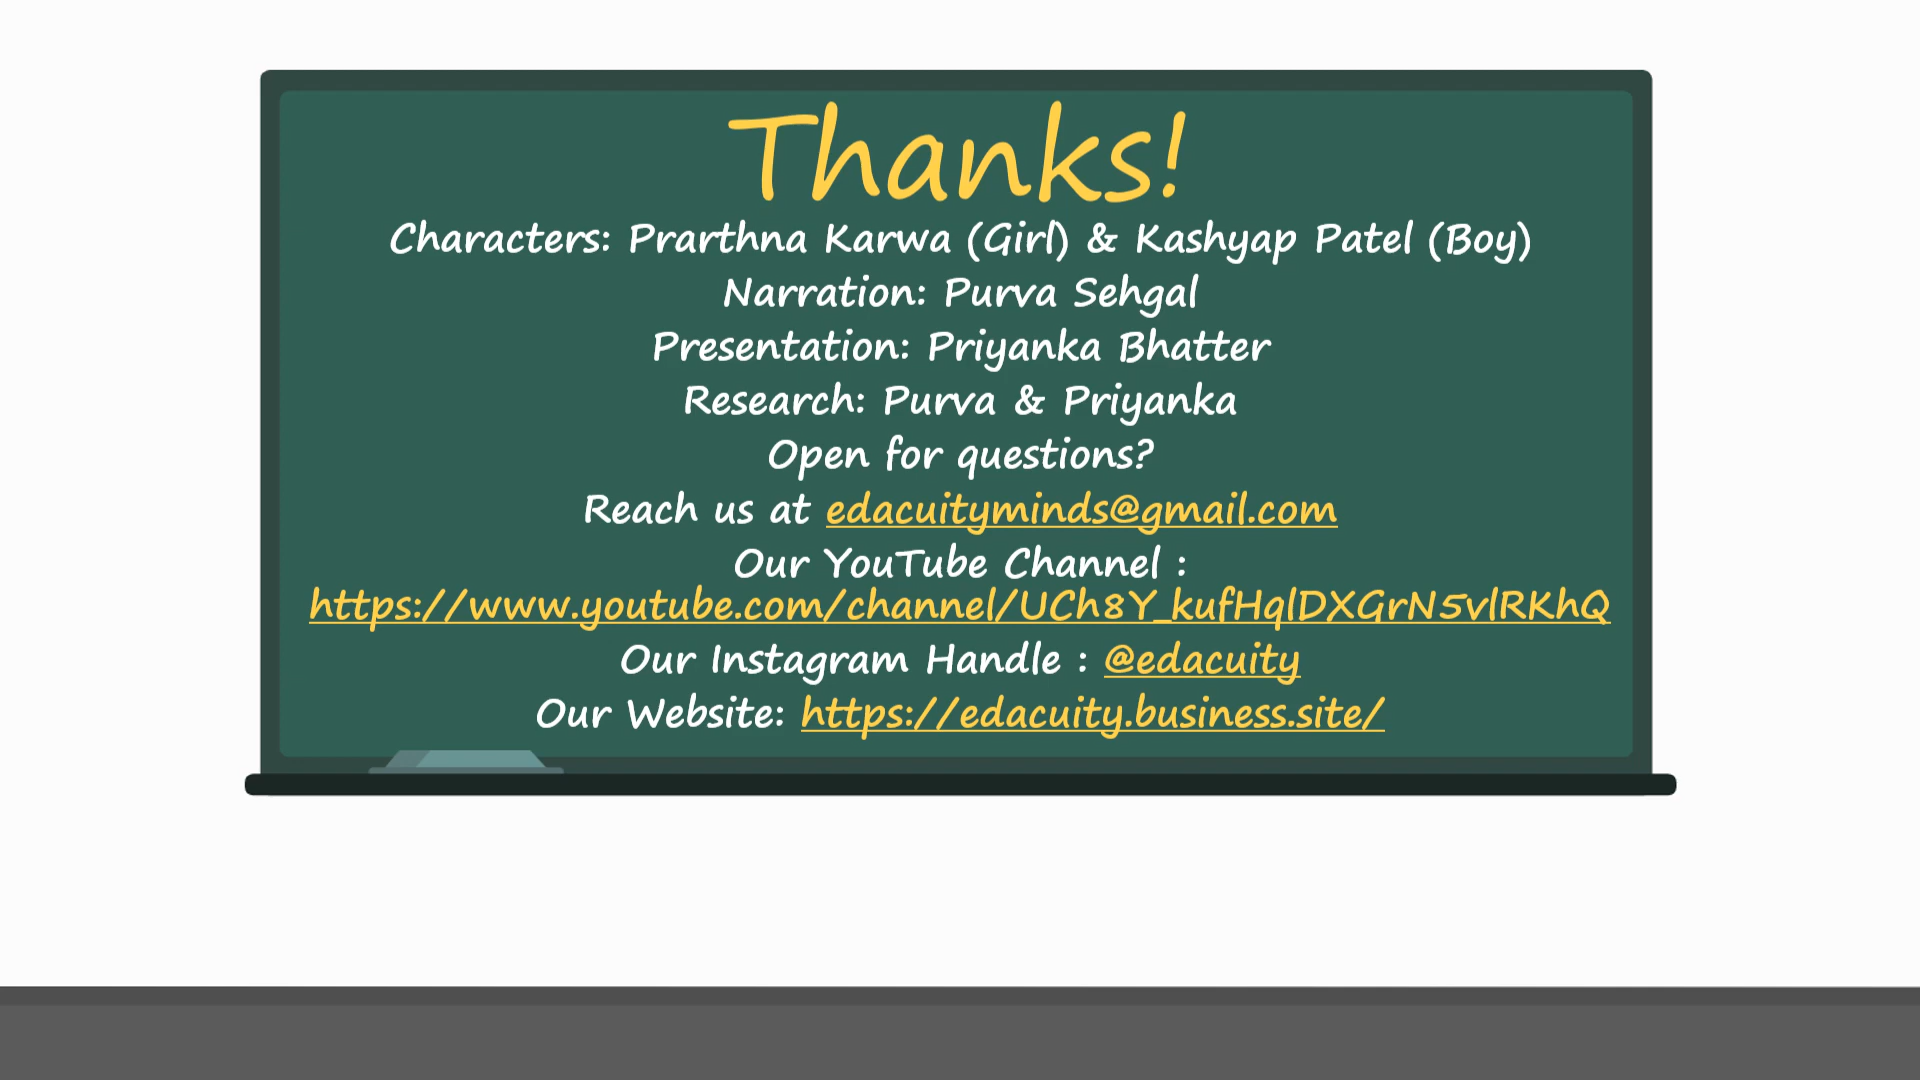 Thanks!
Characters: Prarthna Karwa (Girl) & Kashyap Patel (Boy)
Narration: Purva Sehgal
Presentation: Priyanka Bhatter
Research: Purva & Priyanka
Open for questions?
Reach us at edacuityminds@gmail.com
Our YouTube Channel :
https://www.youtube.com/channel/UCh8Y_kufHqlDXGrN5vlRKhQ
Our Instagram Handle : @edacuity
Our Website: https://edacuity.business.site/